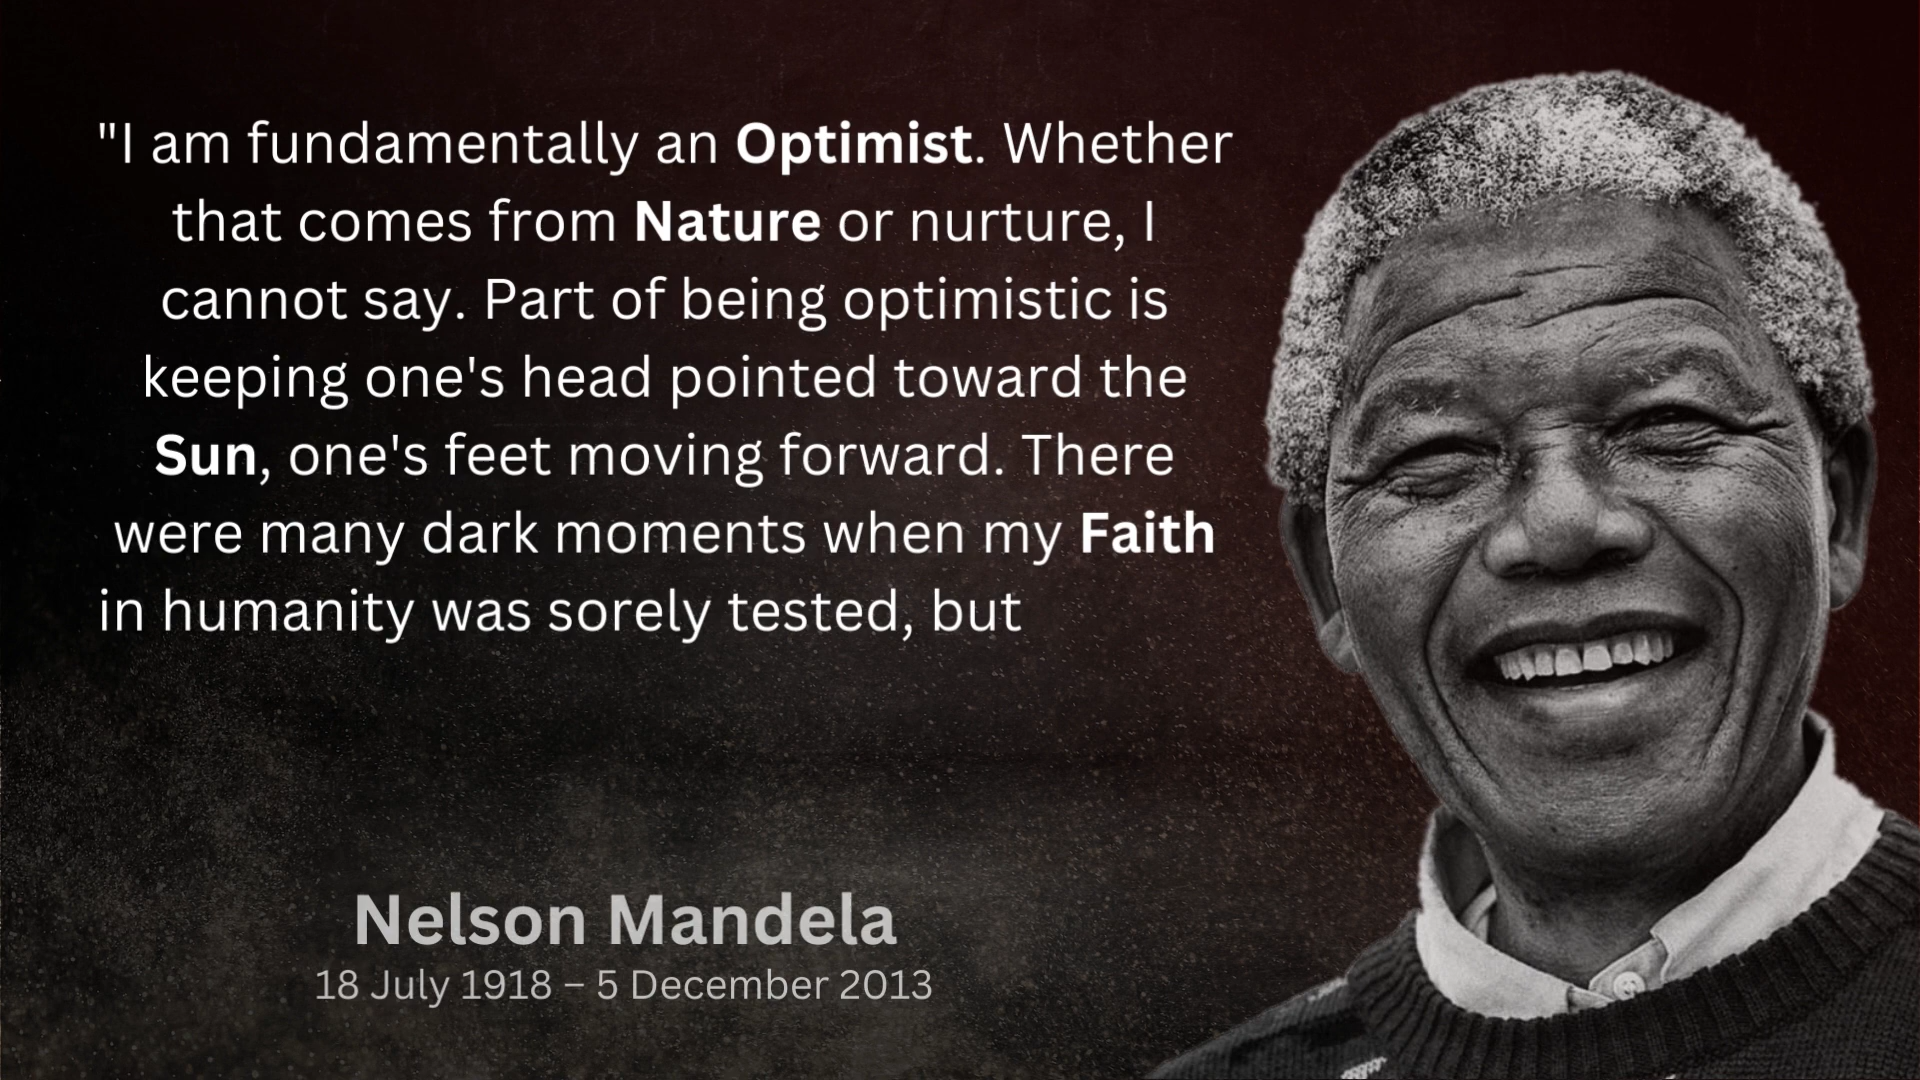 "I am fundamentally an Optimist. Whether
that comes from Nature or nurture, I
cannot say. Part of being optimistic is
keeping one's head pointed toward the
Sun, one's feet moving forward. There
were many dark moments when my Faith
in humanity was sorely tested, but
Nelson Mandela
18 July 1918 – 5 December 2013